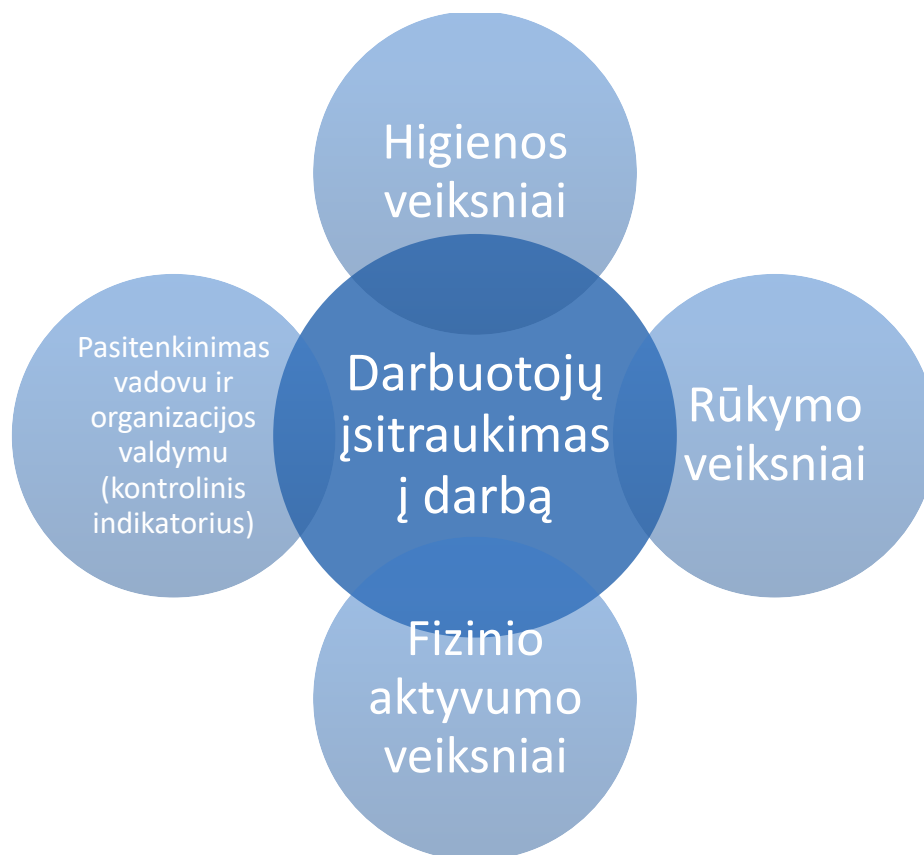 Higienos
veiksniai
Pasitenkinimas
vadovu ir
organizacijos
valdymu
(kontrolinis
indikatorius)
Darbuotojų
įsitraukimas
į darbą
Rūkymo
veiksniai
Fizinio
aktyvumo
veiksniai